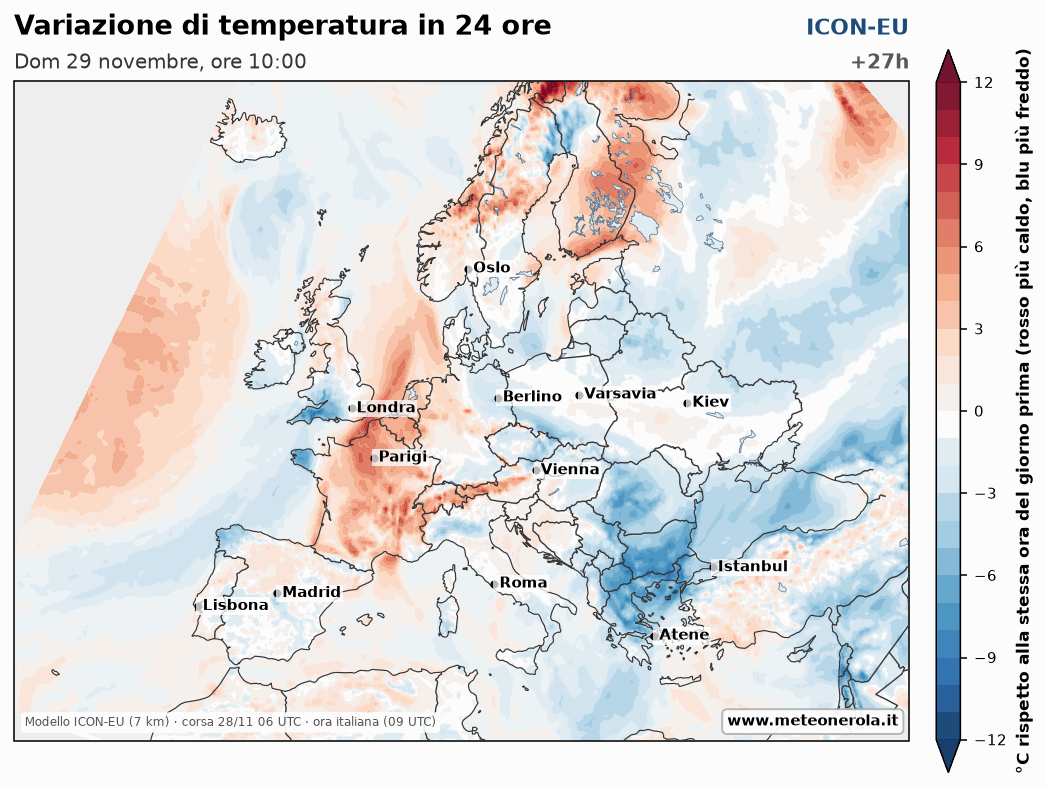 Variazione di temperatura in 24 ore
ICON-EU
Dom 29 novembre, ore 10:00
+27h
Oslo
Londra
Berlino
Varsavia
Kiev
Parigi
Vienna
Istanbul
Roma
Madrid
Lisbona
Atene
Modello ICON-EU (7 km) · corsa 28/11 06 UTC · ora italiana (09 UTC)
www.meteonerola.it
12
9
6
3
0
−3
−6
−9
−12
°C rispetto alla stessa ora del giorno prima (rosso più caldo, blu più freddo)